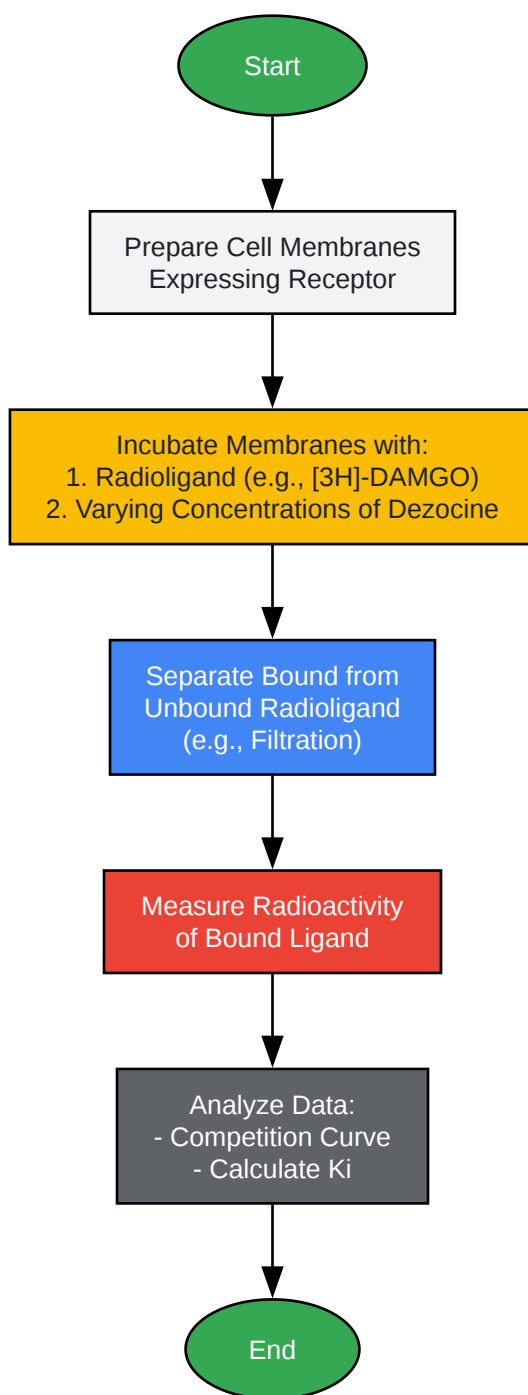 Start
Prepare Cell Membranes
Expressing Receptor
Incubate Membranes with:
1. Radioligand (e.g., [3H]-DAMGO)
2. Varying Concentrations of Dezocine
Separate Bound from
Unbound Radioligand
(e.g., Filtration)
Measure Radioactivity
of Bound Ligand
Analyze Data:
- Competition Curve
- Calculate Ki
End